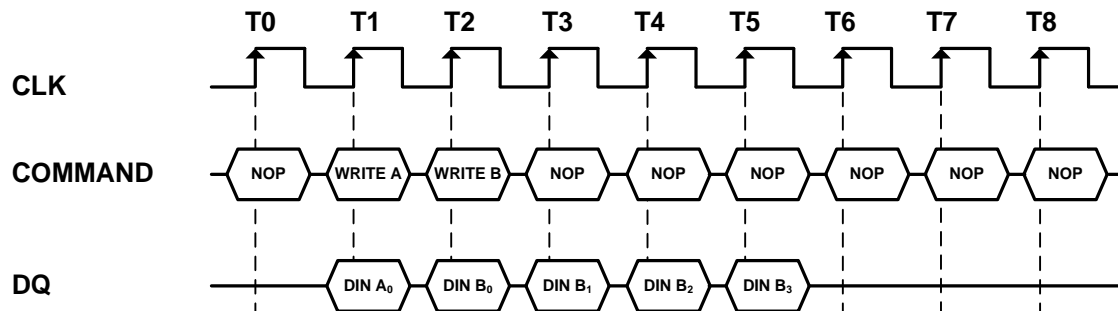 T0 T1 T2 T3 T4 T5 T6 T7 T8
CLK
COMMAND NOP WRITE A WRITE B NOP NOP NOP NOP NOP NOP
DQ DIN A₀ DIN B₀ DIN B₁ DIN B₂ DIN B₃